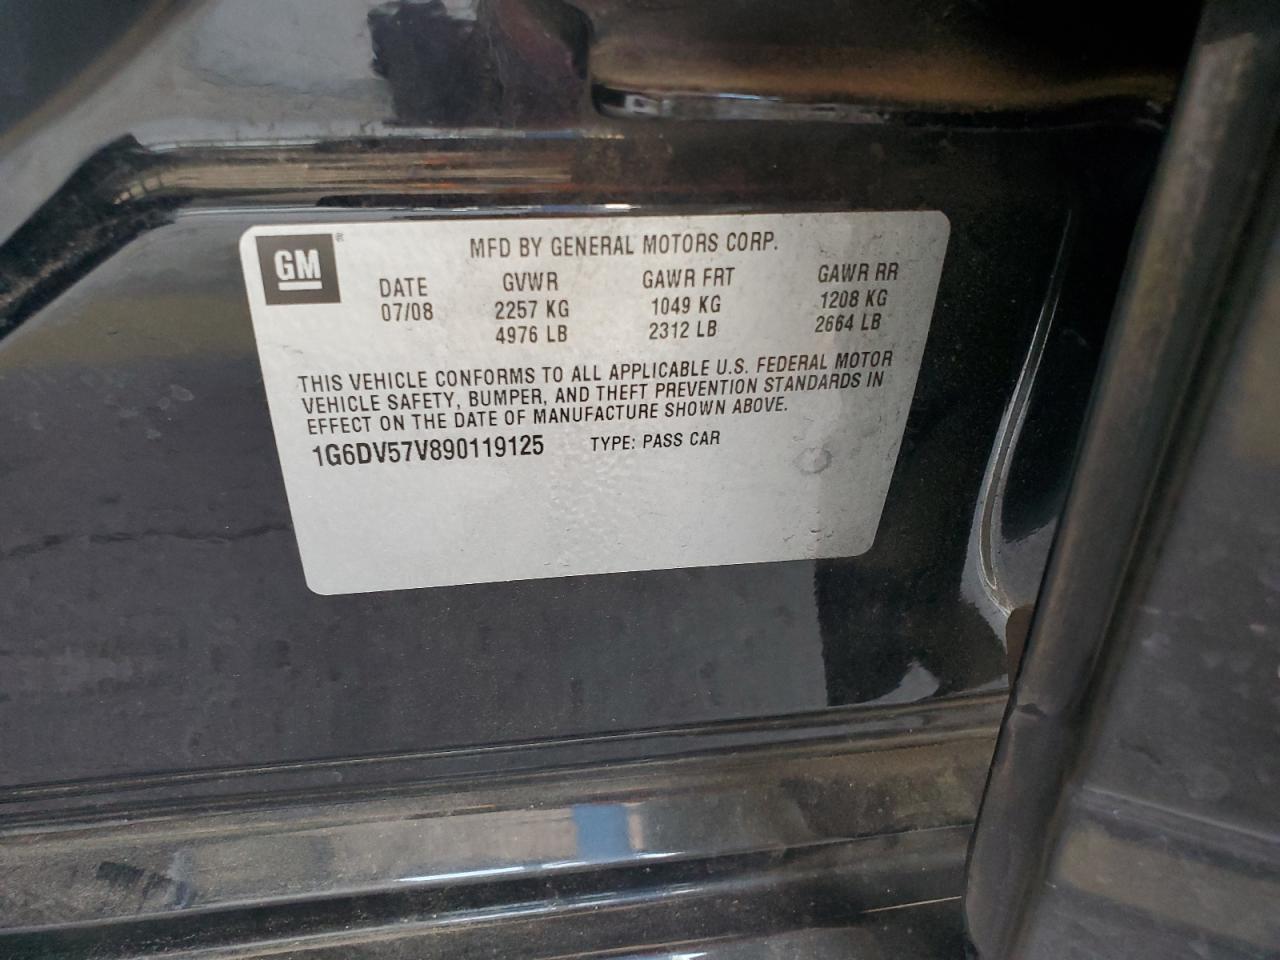 GM ®
MFD BY GENERAL MOTORS CORP.
DATE GVWR GAWR FRT GAWR RR
07/08 2257 KG 1049 KG 1208 KG
4976 LB 2312 LB 2664 LB
THIS VEHICLE CONFORMS TO ALL APPLICABLE U.S. FEDERAL MOTOR
VEHICLE SAFETY, BUMPER, AND THEFT PREVENTION STANDARDS IN
EFFECT ON THE DATE OF MANUFACTURE SHOWN ABOVE.
1G6DV57V890119125 TYPE: PASS CAR